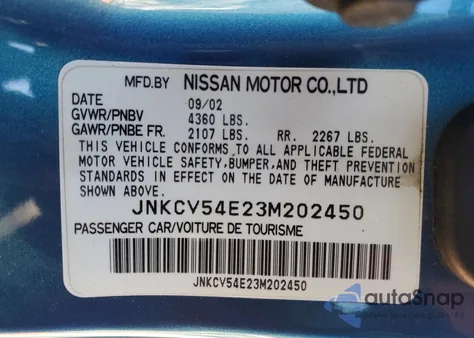 MFD.BY NISSAN MOTOR CO.,LTD
DATE 09/02
GVWR/PNBV 4360 LBS.
GAWR/PNBE FR. 2107 LBS. RR. 2267 LBS.
THIS VEHICLE CONFORMS TO ALL APPLICABLE FEDERAL
MOTOR VEHICLE SAFETY, BUMPER, AND THEFT PREVENTION
STANDARDS IN EFFECT ON THE DATE OF MANUFACTURE
SHOWN ABOVE.
JNKCV54E23M202450
PASSENGER CAR/VOITURE DE TOURISME
JNKCV54E23M202450
autoSnap